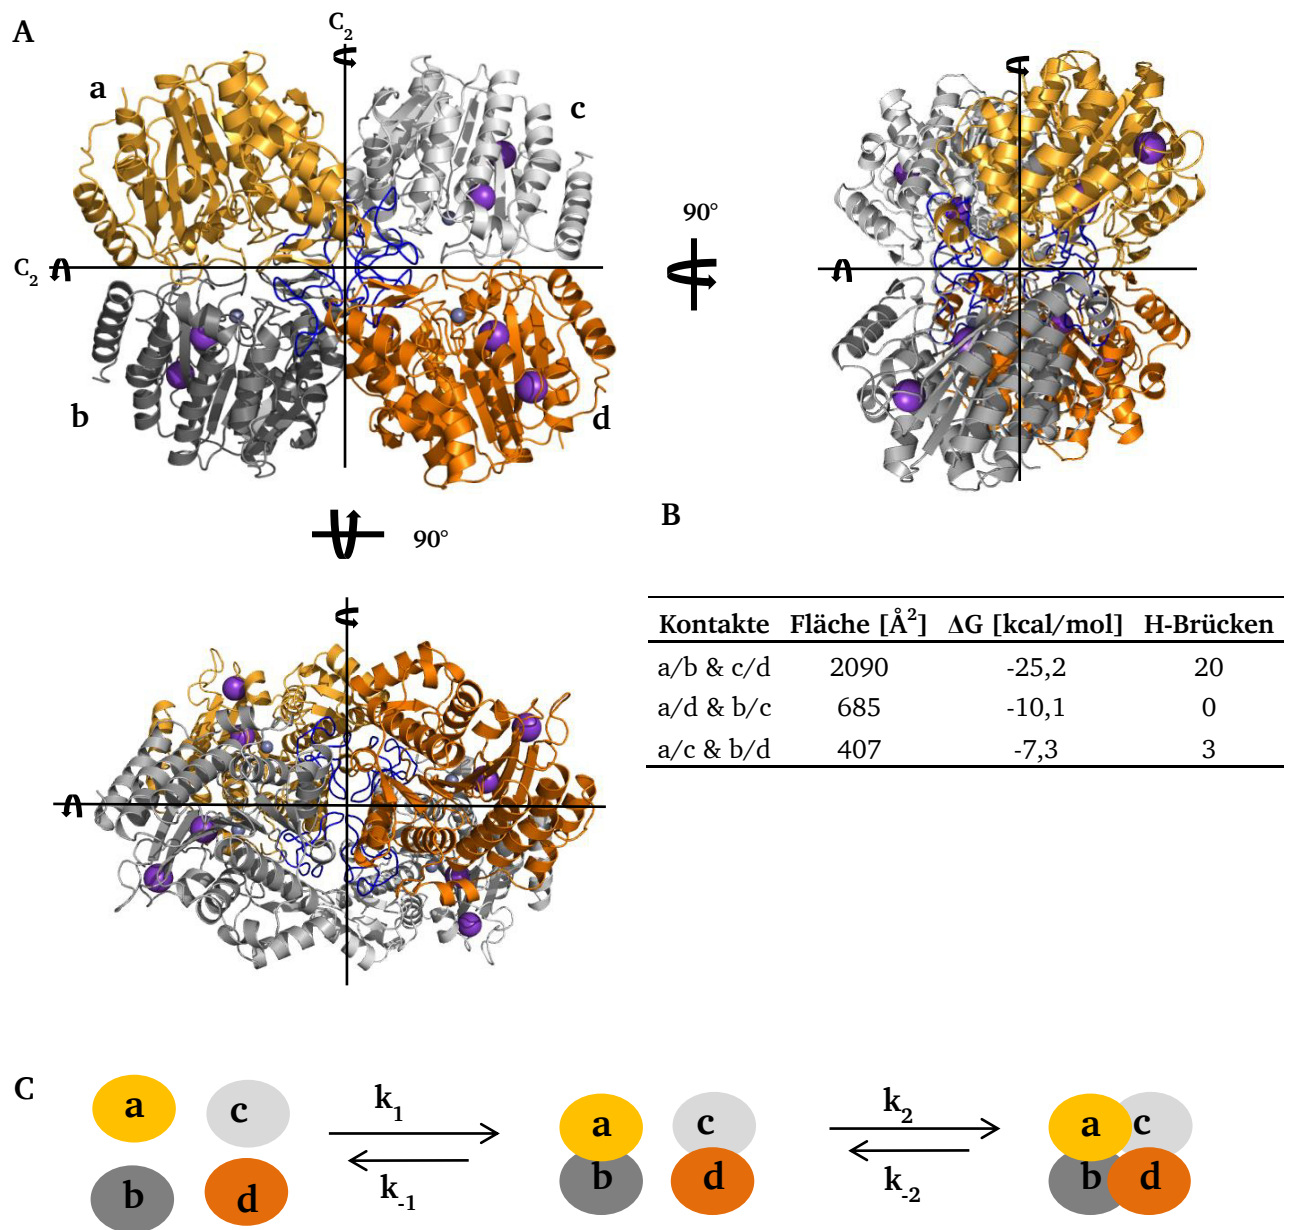 A
C₂
a
c
C₂
b
d
90°
90°
B
Kontakte Fläche [Å²] ΔG [kcal/mol] H-Brücken
a/b & c/d 2090 -25,2 20
a/d & b/c 685 -10,1 0
a/c & b/d 407 -7,3 3
C
a c k₁ a c k₂ a c
b d k₋₁ b d k₋₂ b d